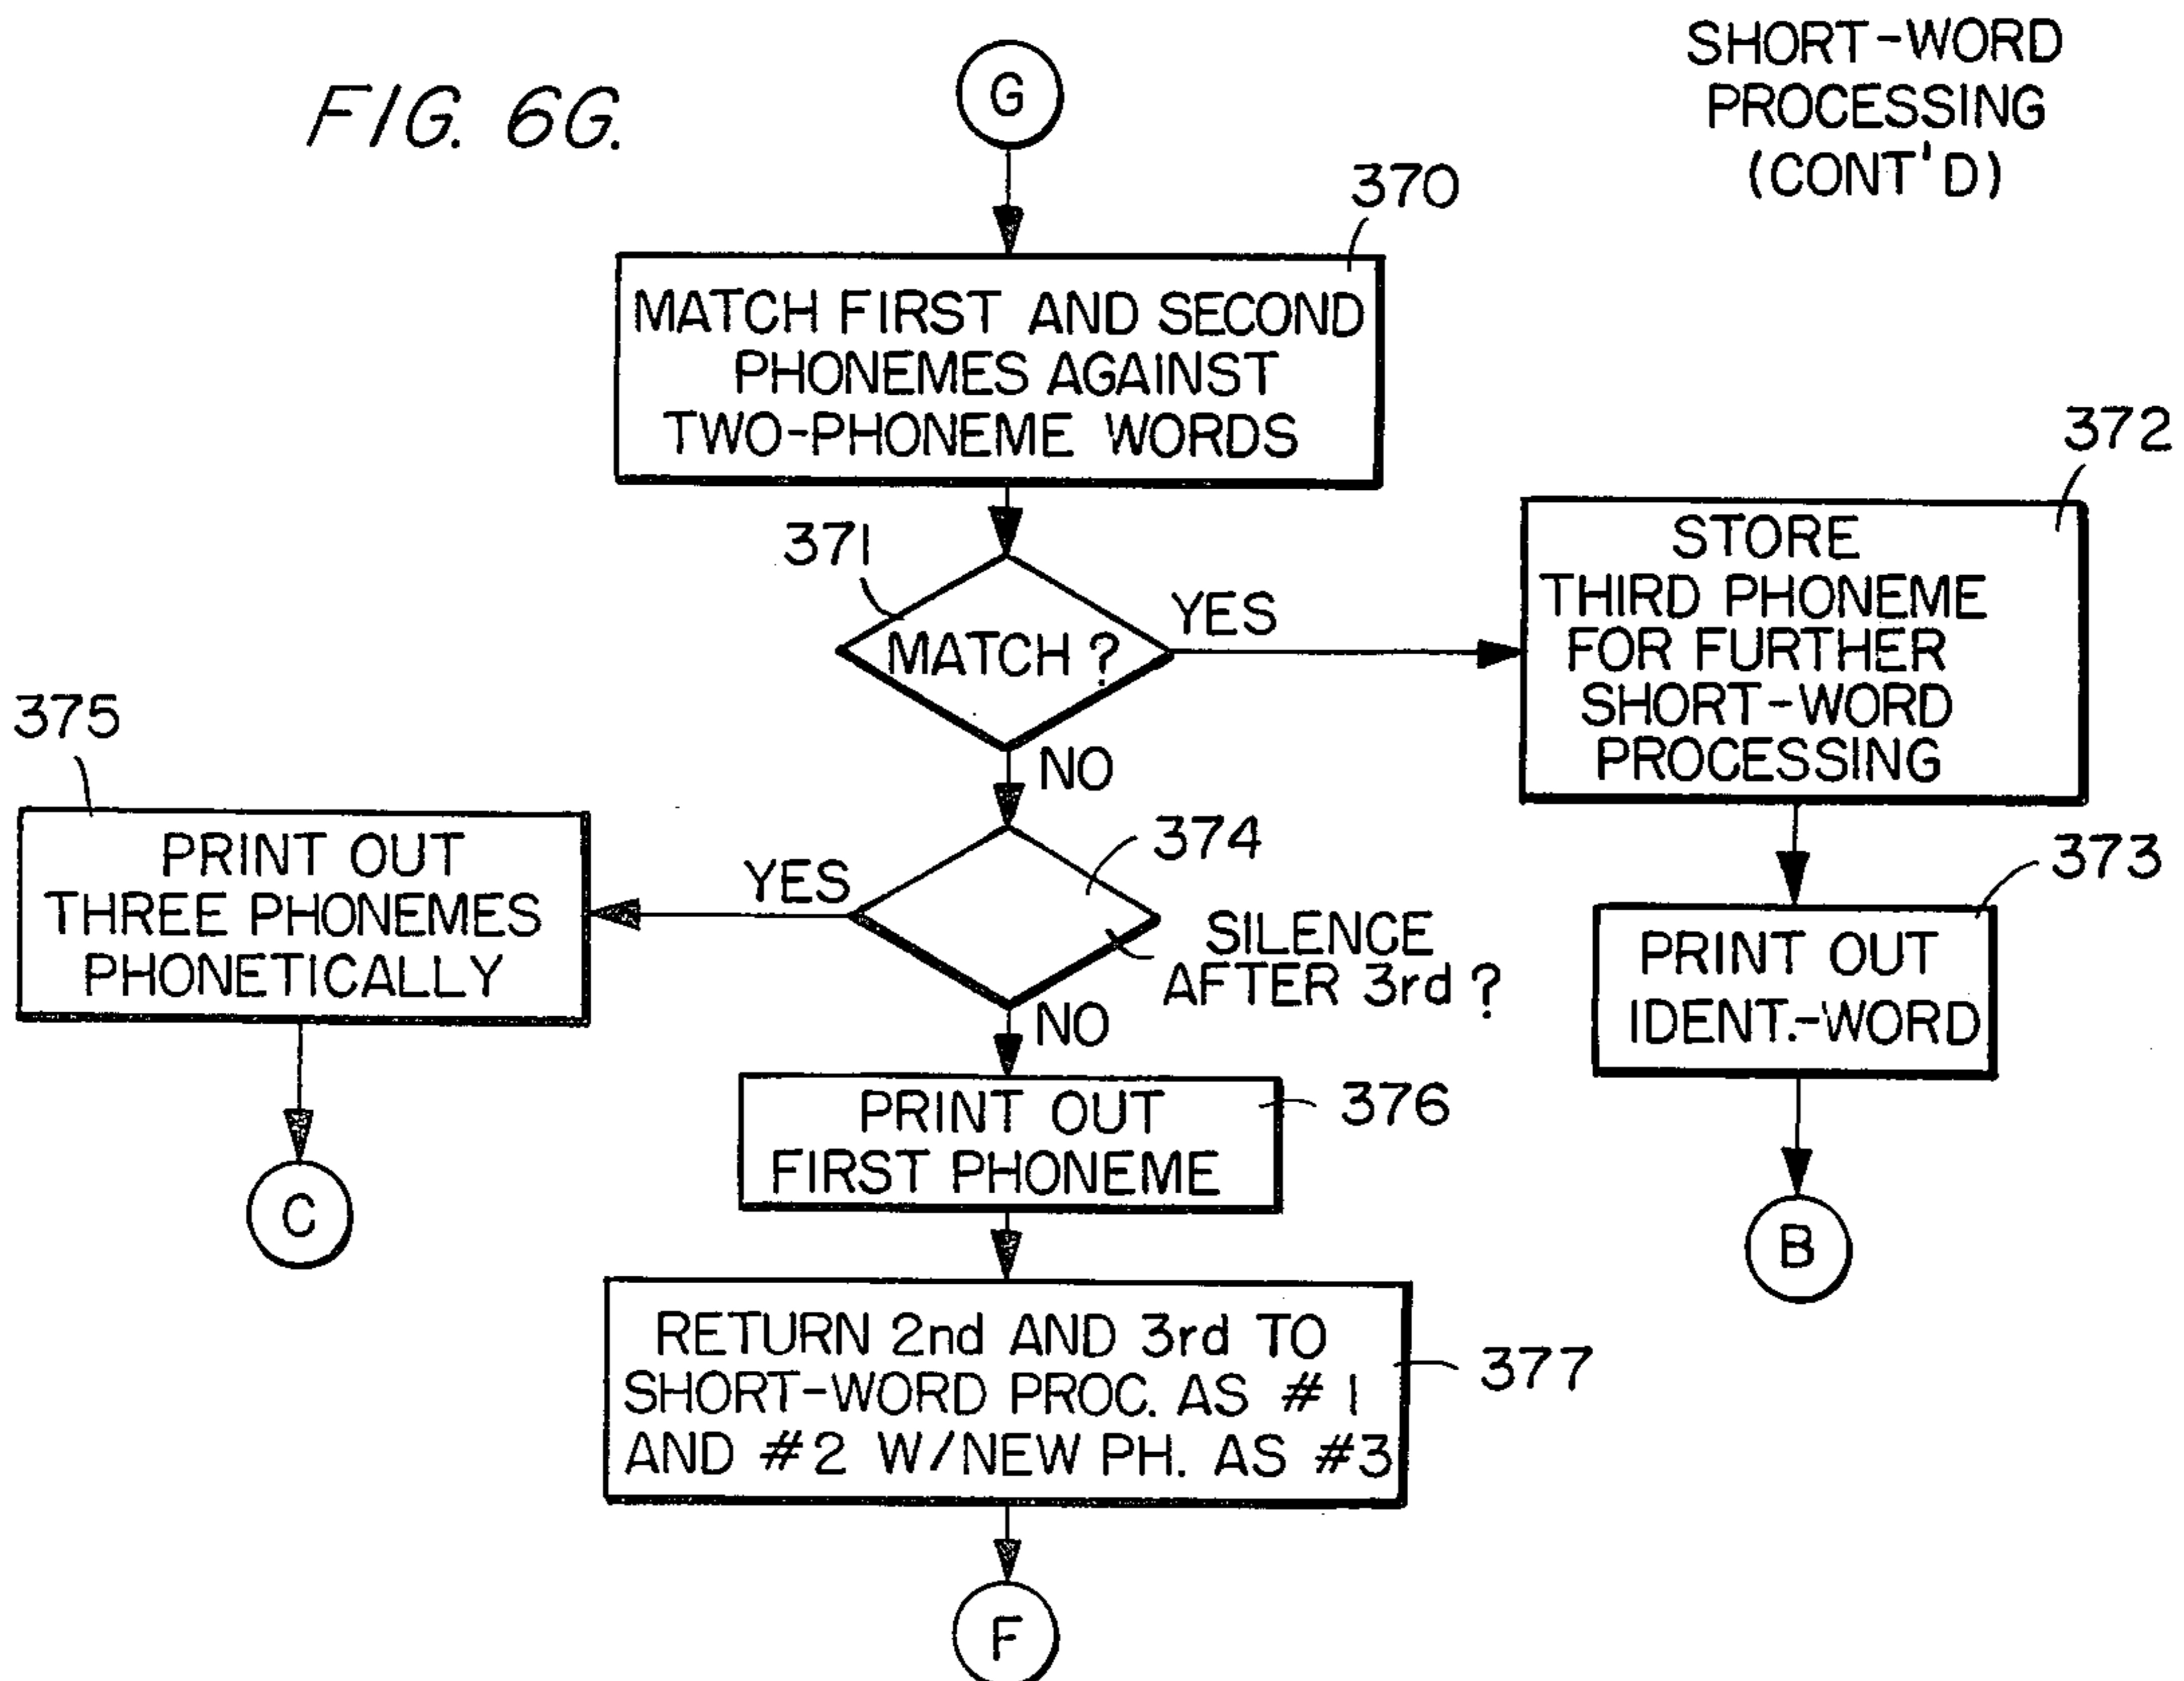 FIG. 6G.
SHORT-WORD
PROCESSING
(CONT'D)
G
370
MATCH FIRST AND SECOND
PHONEMES AGAINST
TWO-PHONEME WORDS
371
MATCH ?
YES
NO
372
STORE
THIRD PHONEME
FOR FURTHER
SHORT-WORD
PROCESSING
373
PRINT OUT
IDENT.-WORD
B
374
SILENCE
AFTER 3rd ?
YES
NO
375
PRINT OUT
THREE PHONEMES
PHONETICALLY
C
376
PRINT OUT
FIRST PHONEME
377
RETURN 2nd AND 3rd TO
SHORT-WORD PROC. AS # 1
AND #2 W/NEW PH. AS #3
F